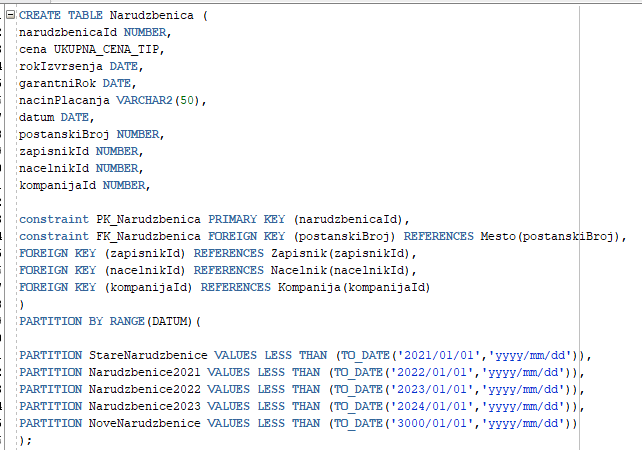 CREATE TABLE Narudzbenica (
narudzbenicaId NUMBER,
cena UKUPNA_CENA_TIP,
rokIzvrsenja DATE,
garantniRok DATE,
nacinPlacanja VARCHAR2(50),
datum DATE,
postanskiBroj NUMBER,
zapisnikId NUMBER,
nacelnikId NUMBER,
kompanijaId NUMBER,
constraint PK_Narudzbenica PRIMARY KEY (narudzbenicaId),
constraint FK_Narudzbenica FOREIGN KEY (postanskiBroj) REFERENCES Mesto(postanskiBroj),
FOREIGN KEY (zapisnikId) REFERENCES Zapisnik(zapisnikId),
FOREIGN KEY (nacelnikId) REFERENCES Nacelnik(nacelnikId),
FOREIGN KEY (kompanijaId) REFERENCES Kompanija(kompanijaId)
)
PARTITION BY RANGE(DATUM)(
PARTITION StareNarudzbenice VALUES LESS THAN (TO_DATE('2021/01/01','yyyy/mm/dd')),
PARTITION Narudzbenice2021 VALUES LESS THAN (TO_DATE('2022/01/01','yyyy/mm/dd')),
PARTITION Narudzbenice2022 VALUES LESS THAN (TO_DATE('2023/01/01','yyyy/mm/dd')),
PARTITION Narudzbenice2023 VALUES LESS THAN (TO_DATE('2024/01/01','yyyy/mm/dd')),
PARTITION NoveNarudzbenice VALUES LESS THAN (TO_DATE('3000/01/01','yyyy/mm/dd'))
);